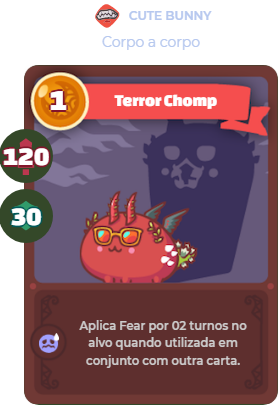 CUTE BUNNY
Corpo a corpo
1
Terror Chomp
120
30
Aplica Fear por 02 turnos no
alvo quando utilizada em
conjunto com outra carta.